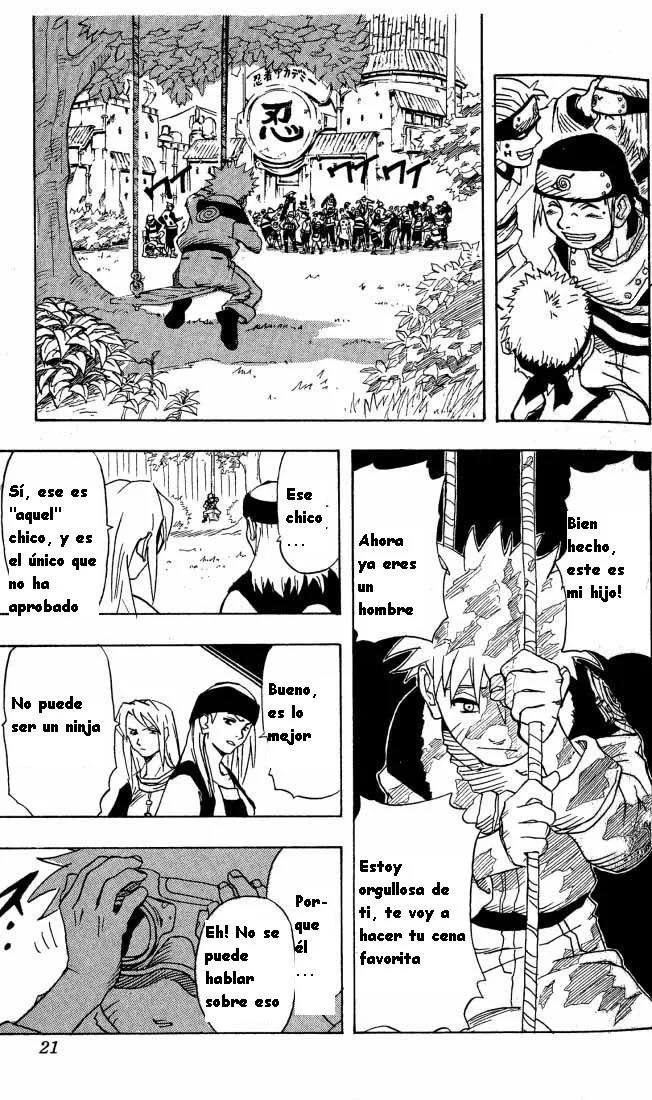 忍者アカデミー
忍
ワイ
ワイ
ワイ
Bien
hecho,
este es
mi hijo!
Ahora
ya eres
un
hombre
Estoy
orgullosa de
ti, te voy a
hacer tu cena
favorita
Ese
chico
...
Sí, ese es
"aquel"
chico, y es
el único que
no ha
aprobado
Bueno,
es lo
mejor
No puede
ser un ninja
Por-
que
él
...
Eh! No se
puede
hablar
sobre eso
21